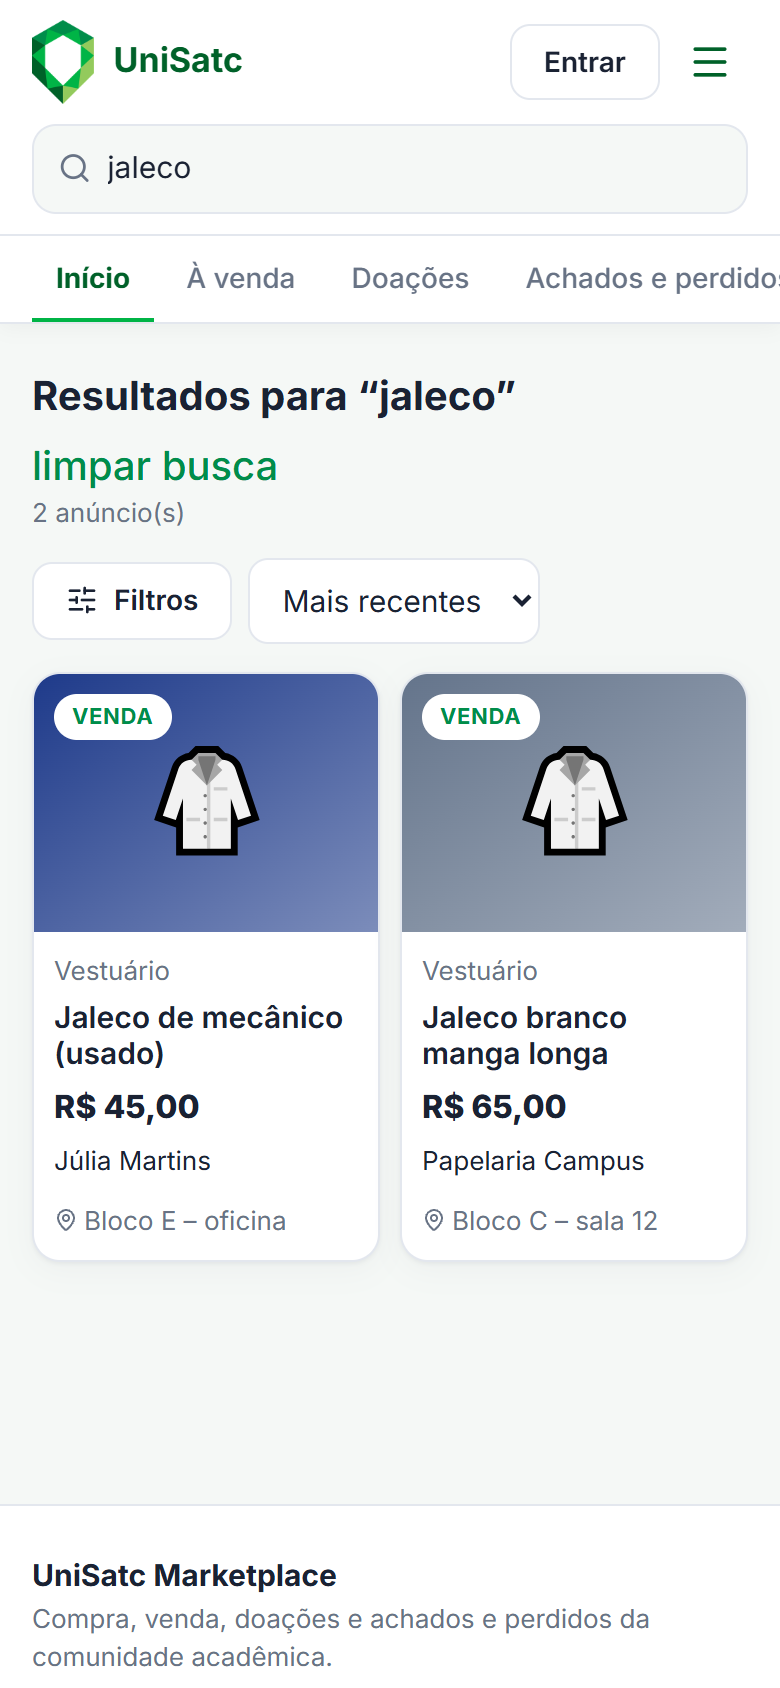 UniSatc
Entrar
jaleco
Início
À venda
Doações
Achados e perdidos
Resultados para “jaleco”
limpar busca
2 anúncio(s)
Filtros
Mais recentes
VENDA
Vestuário
Jaleco de mecânico
(usado)
R$ 45,00
Júlia Martins
Bloco E – oficina
VENDA
Vestuário
Jaleco branco
manga longa
R$ 65,00
Papelaria Campus
Bloco C – sala 12
UniSatc Marketplace
Compra, venda, doações e achados e perdidos da
comunidade acadêmica.